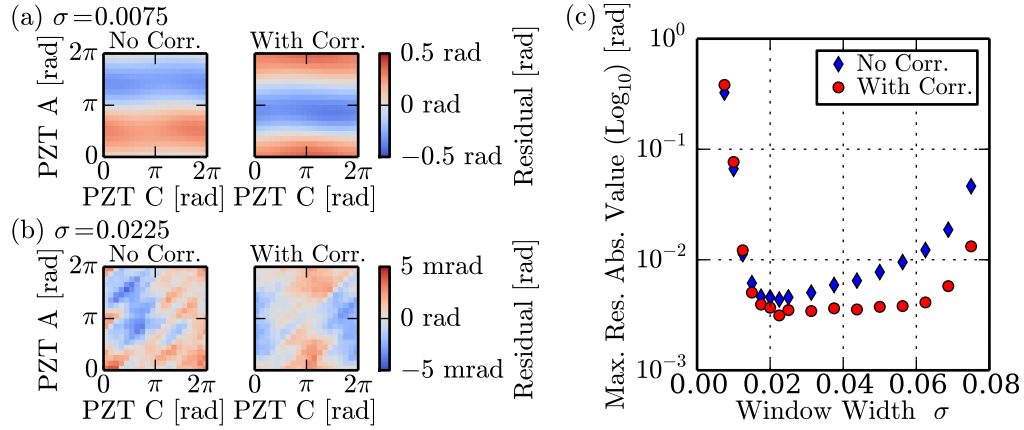 (a) σ=0.0075
No Corr.
With Corr.
2π
π
0
PZT A [rad]
0 π 2π
0 π 2π
PZT C [rad]
PZT C [rad]
0.5 rad
0 rad
−0.5 rad
Residual [rad]
(b) σ=0.0225
No Corr.
With Corr.
2π
π
0
PZT A [rad]
0 π 2π
0 π 2π
PZT C [rad]
PZT C [rad]
5 mrad
0 rad
−5 mrad
Residual [rad]
(c)
Max. Res. Abs. Value (Log₁₀) [rad]
10⁰
10⁻¹
10⁻²
10⁻³
No Corr.
With Corr.
0.00 0.02 0.04 0.06 0.08
Window Width σ